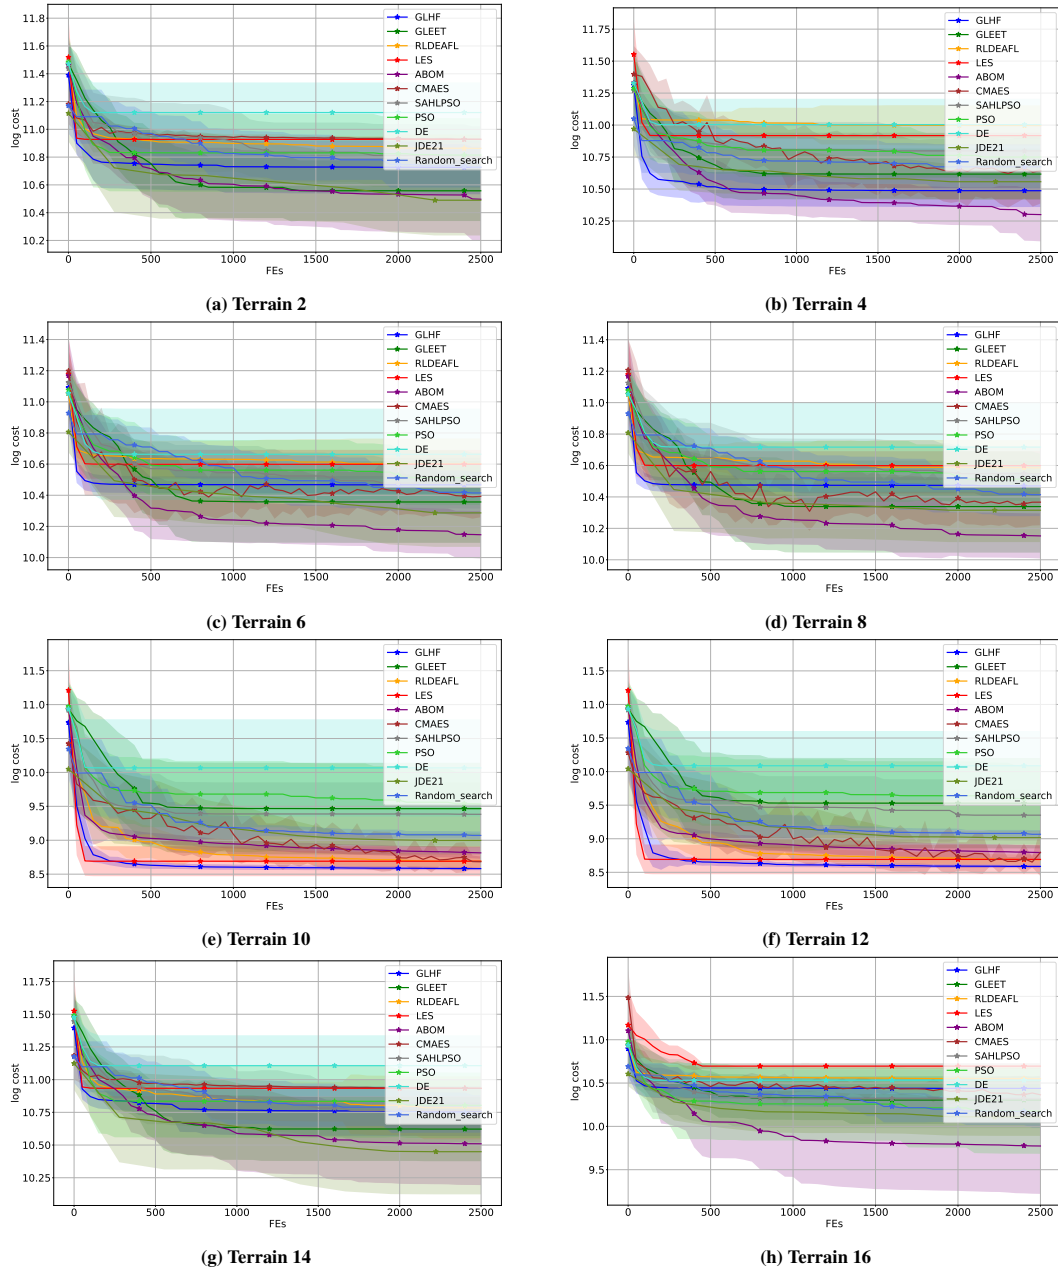 11.8
11.6
11.4
11.2
11.0
10.8
10.6
10.4
10.2
log cost
0 500 1000 1500 2000 2500
FEs
GLHF
GLEET
RLDEAFL
LES
ABOM
CMAES
SAHLPSO
PSO
DE
JDE21
Random_search
(a) Terrain 2
11.75
11.50
11.25
11.00
10.75
10.50
10.25
log cost
0 500 1000 1500 2000 2500
FEs
GLHF
GLEET
RLDEAFL
LES
ABOM
CMAES
SAHLPSO
PSO
DE
JDE21
Random_search
(b) Terrain 4
11.4
11.2
11.0
10.8
10.6
10.4
10.2
10.0
log cost
0 500 1000 1500 2000 2500
FEs
GLHF
GLEET
RLDEAFL
LES
ABOM
CMAES
SAHLPSO
PSO
DE
JDE21
Random_search
(c) Terrain 6
11.4
11.2
11.0
10.8
10.6
10.4
10.2
10.0
log cost
0 500 1000 1500 2000 2500
FEs
GLHF
GLEET
RLDEAFL
LES
ABOM
CMAES
SAHLPSO
PSO
DE
JDE21
Random_search
(d) Terrain 8
11.5
11.0
10.5
10.0
9.5
9.0
8.5
log cost
0 500 1000 1500 2000 2500
FEs
GLHF
GLEET
RLDEAFL
LES
ABOM
CMAES
SAHLPSO
PSO
DE
JDE21
Random_search
(e) Terrain 10
11.5
11.0
10.5
10.0
9.5
9.0
8.5
log cost
0 500 1000 1500 2000 2500
FEs
GLHF
GLEET
RLDEAFL
LES
ABOM
CMAES
SAHLPSO
PSO
DE
JDE21
Random_search
(f) Terrain 12
11.75
11.50
11.25
11.00
10.75
10.50
10.25
log cost
0 500 1000 1500 2000 2500
FEs
GLHF
GLEET
RLDEAFL
LES
ABOM
CMAES
SAHLPSO
PSO
DE
JDE21
Random_search
(g) Terrain 14
11.5
11.0
10.5
10.0
9.5
log cost
0 500 1000 1500 2000 2500
FEs
GLHF
GLEET
RLDEAFL
LES
ABOM
CMAES
SAHLPSO
PSO
DE
JDE21
Random_search
(h) Terrain 16